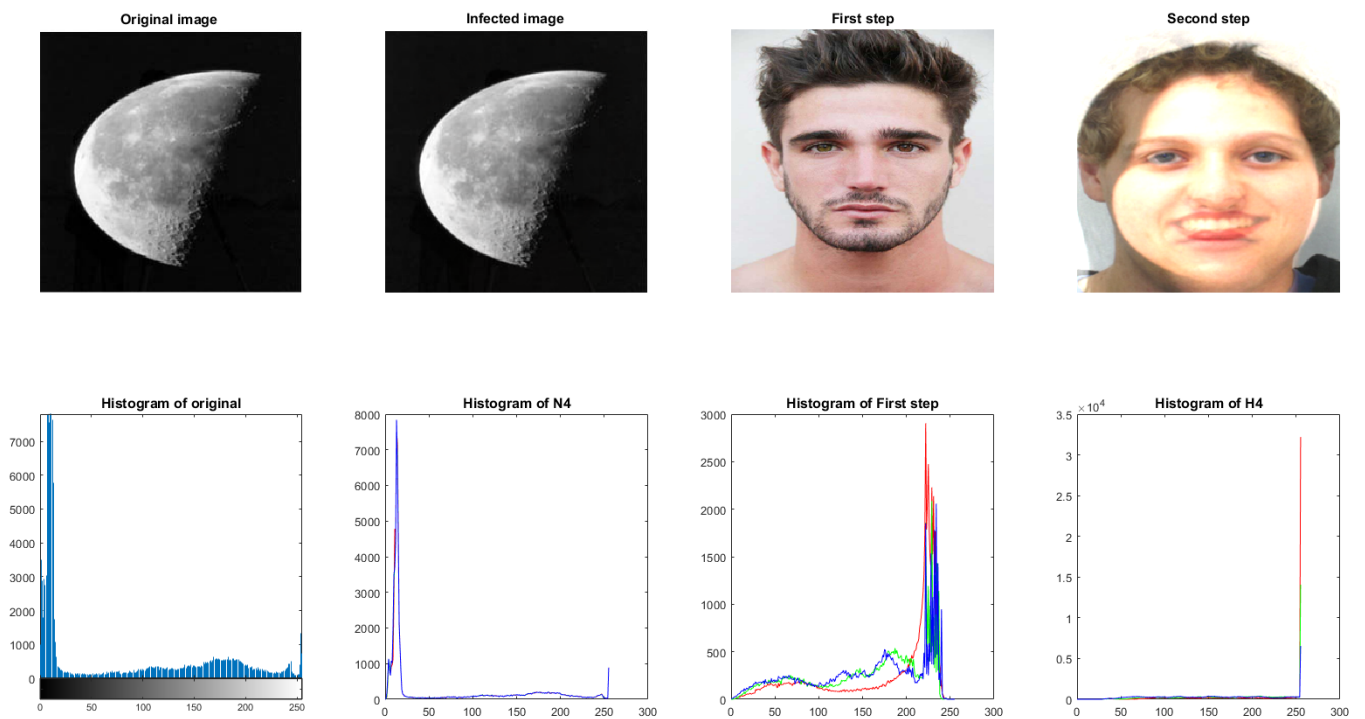 Original image
Infected image
First step
Second step
Histogram of original
Histogram of N4
Histogram of First step
Histogram of H4
7000
6000
5000
4000
3000
2000
1000
0
0 50 100 150 200 250
8000
7000
6000
5000
4000
3000
2000
1000
0
0 50 100 150 200 250 300
3000
2500
2000
1500
1000
500
0
0 50 100 150 200 250 300
×10⁴
3.5
3
2.5
2
1.5
1
0.5
0
0 50 100 150 200 250 300